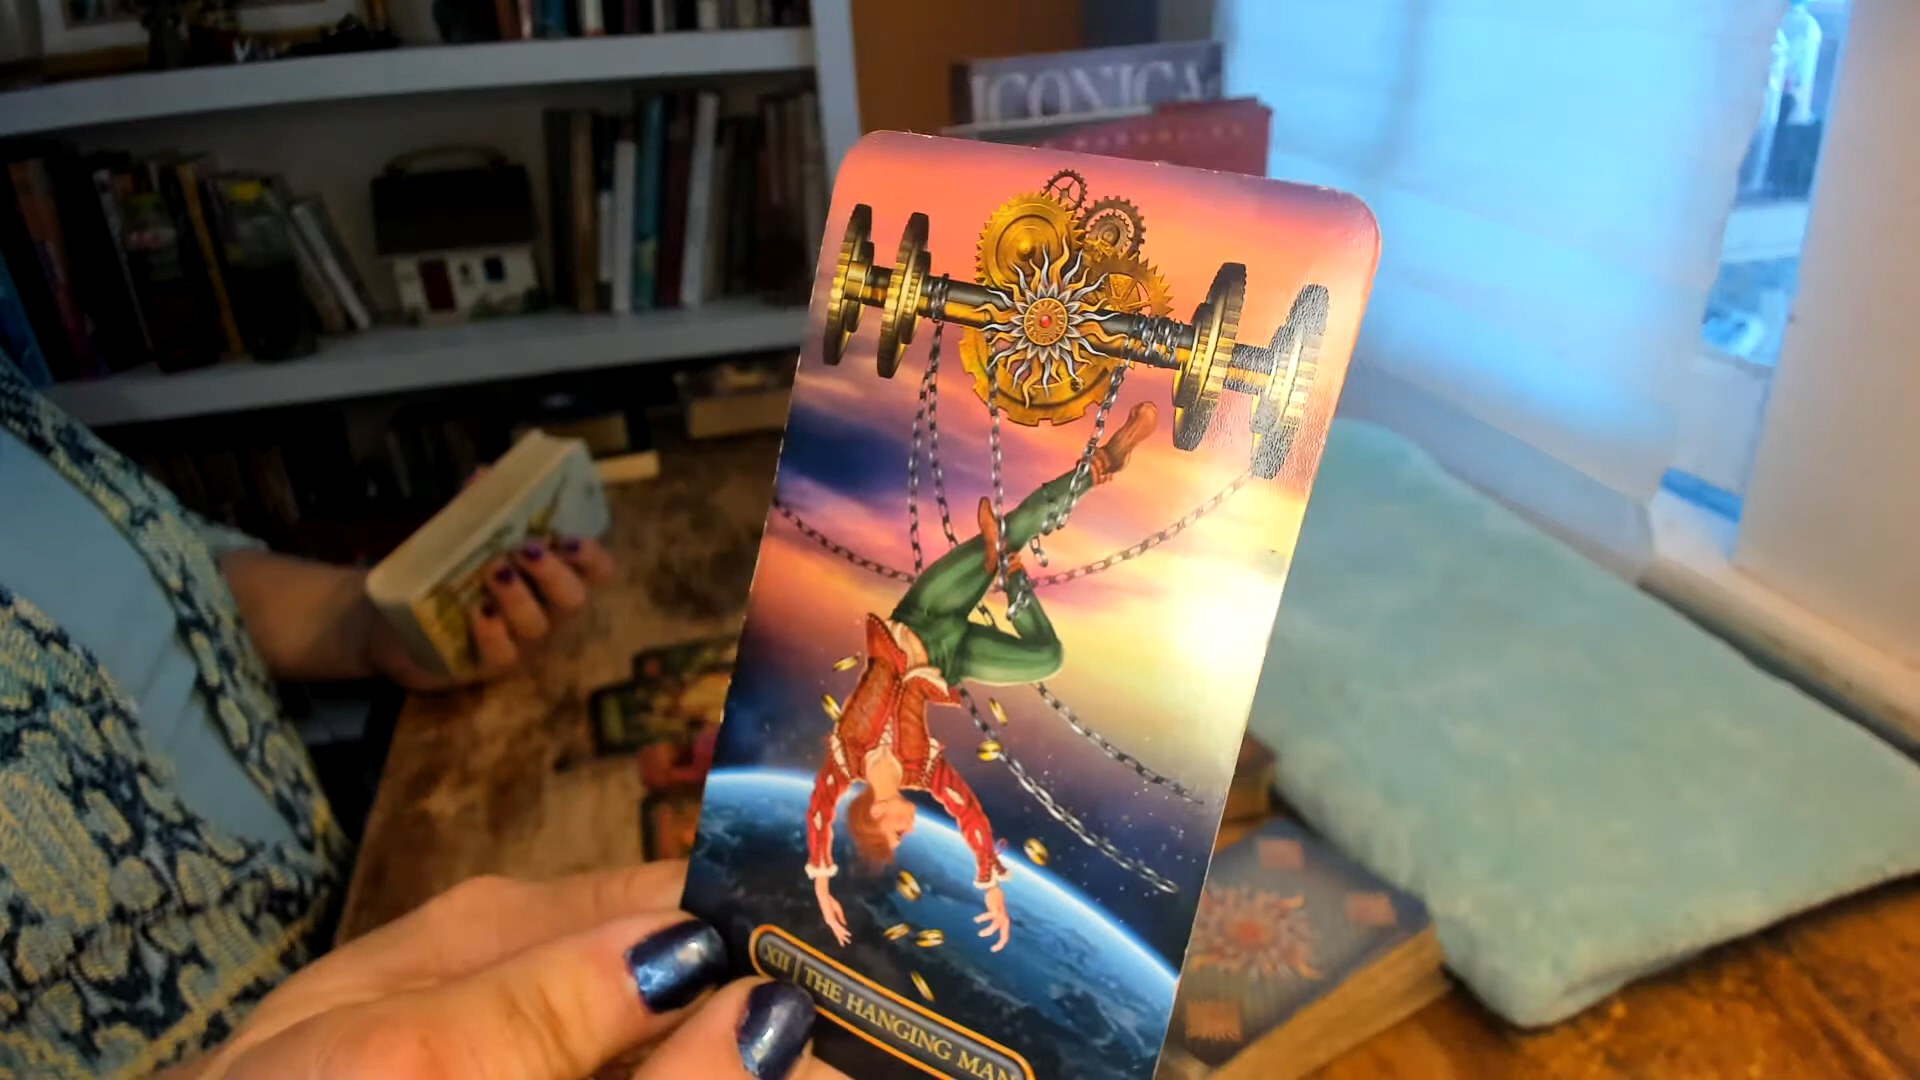 ICONICA
XII | THE HANGING MAN